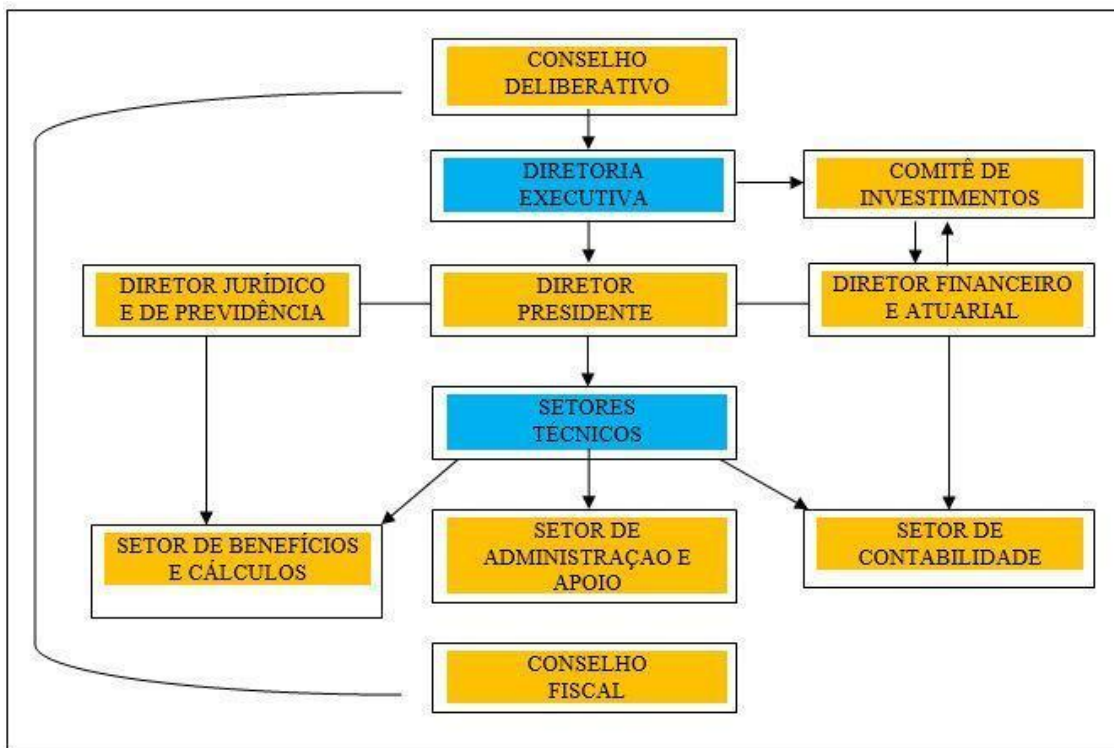 CONSELHO
DELIBERATIVO
DIRETORIA
EXECUTIVA
COMITÊ DE
INVESTIMENTOS
DIRETOR JURÍDICO
E DE PREVIDÊNCIA
DIRETOR
PRESIDENTE
DIRETOR FINANCEIRO
E ATUARIAL
SETORES
TÉCNICOS
SETOR DE BENEFÍCIOS
E CÁLCULOS
SETOR DE
ADMINISTRAÇAO E
APOIO
SETOR DE
CONTABILIDADE
CONSELHO
FISCAL